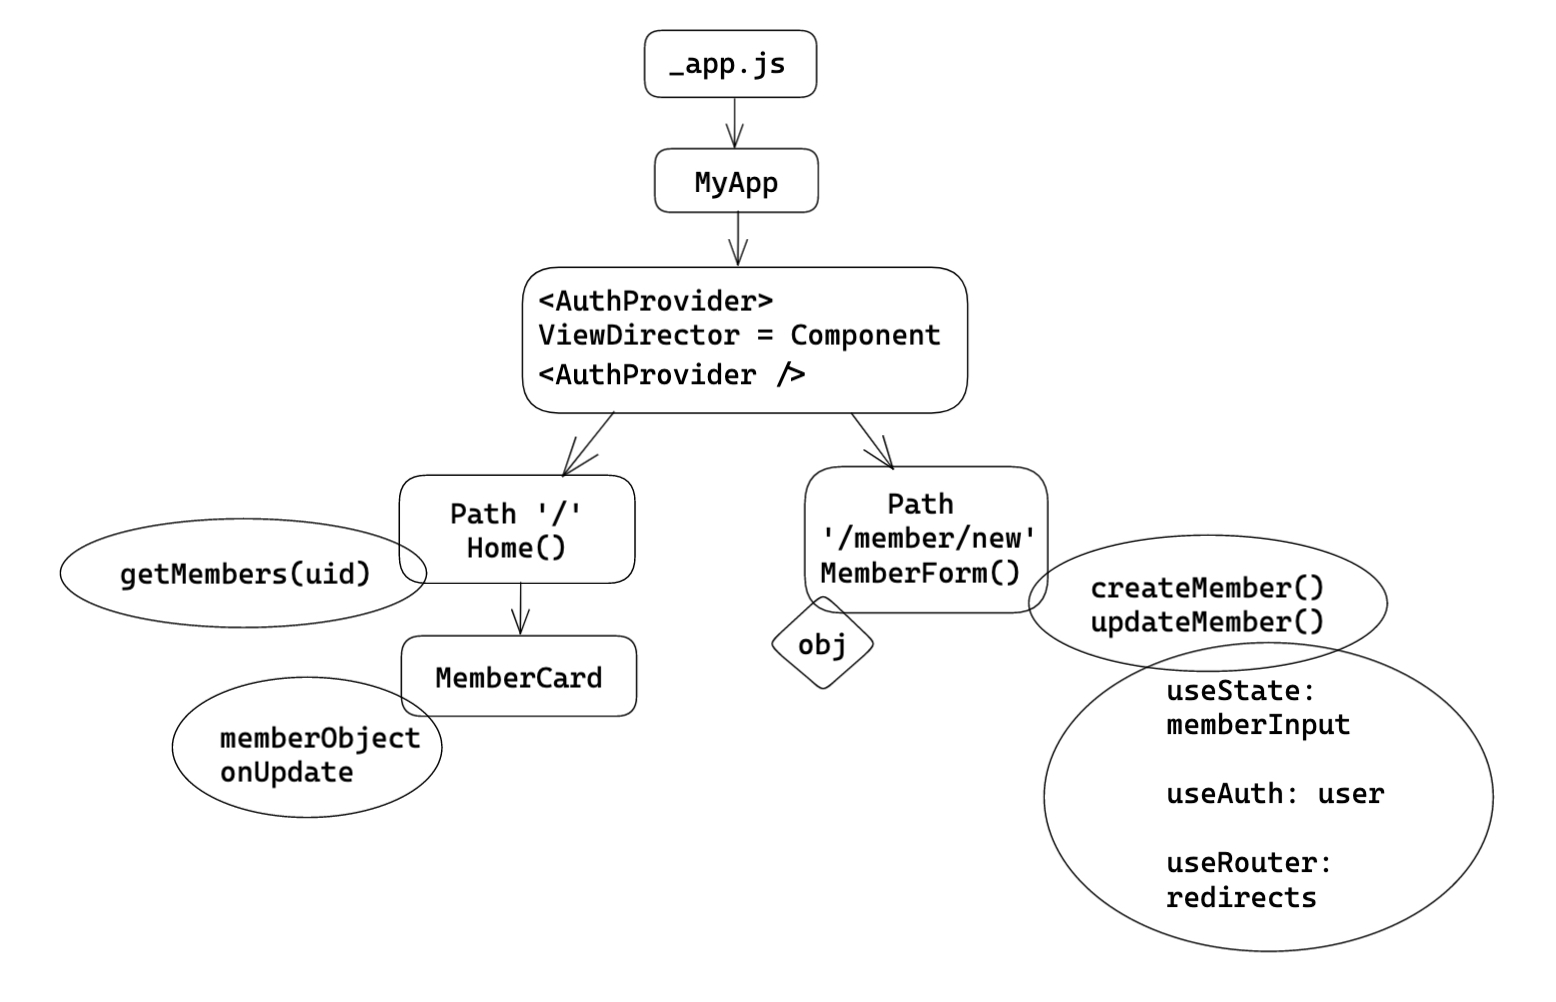 _app.js
MyApp
<AuthProvider>
ViewDirector = Component
<AuthProvider />
Path '/'
Home()
getMembers(uid)
MemberCard
memberObject
onUpdate
Path
'/member/new'
MemberForm()
obj
createMember()
updateMember()
useState:
memberInput
useAuth: user
useRouter:
redirects